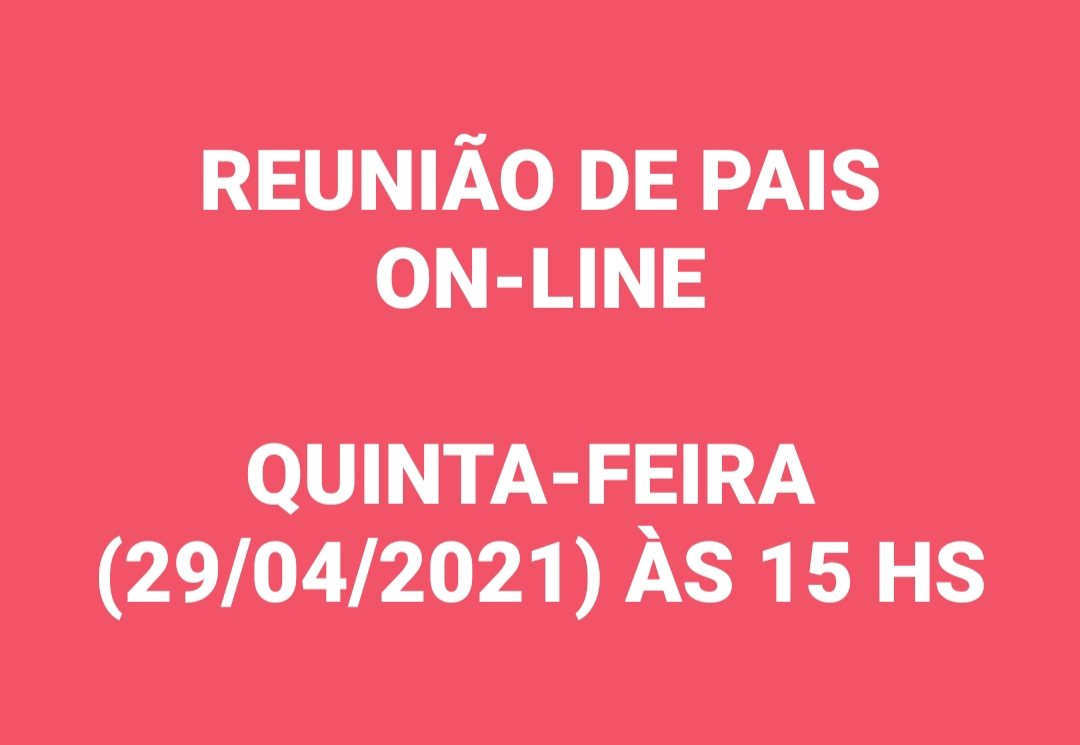 REUNIÃO DE PAIS
ON-LINE
QUINTA-FEIRA
(29/04/2021) ÀS 15 HS